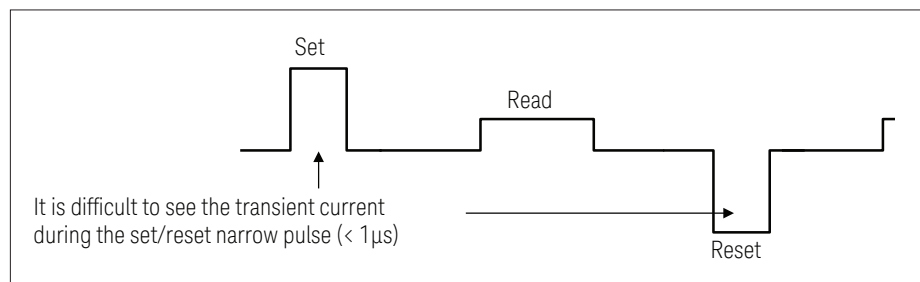 Set
Read
It is difficult to see the transient current
during the set/reset narrow pulse (< 1µs)
Reset